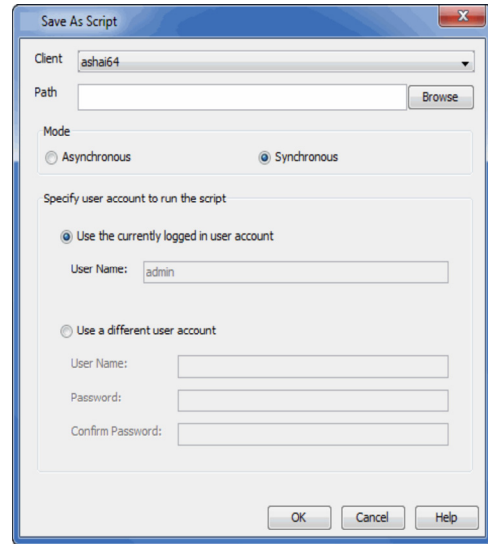 Save As Script
Client ashai64
Path Browse
Mode
Asynchronous Synchronous
Specify user account to run the script
Use the currently logged in user account
User Name: admin
Use a different user account
User Name:
Password:
Confirm Password:
OK Cancel Help